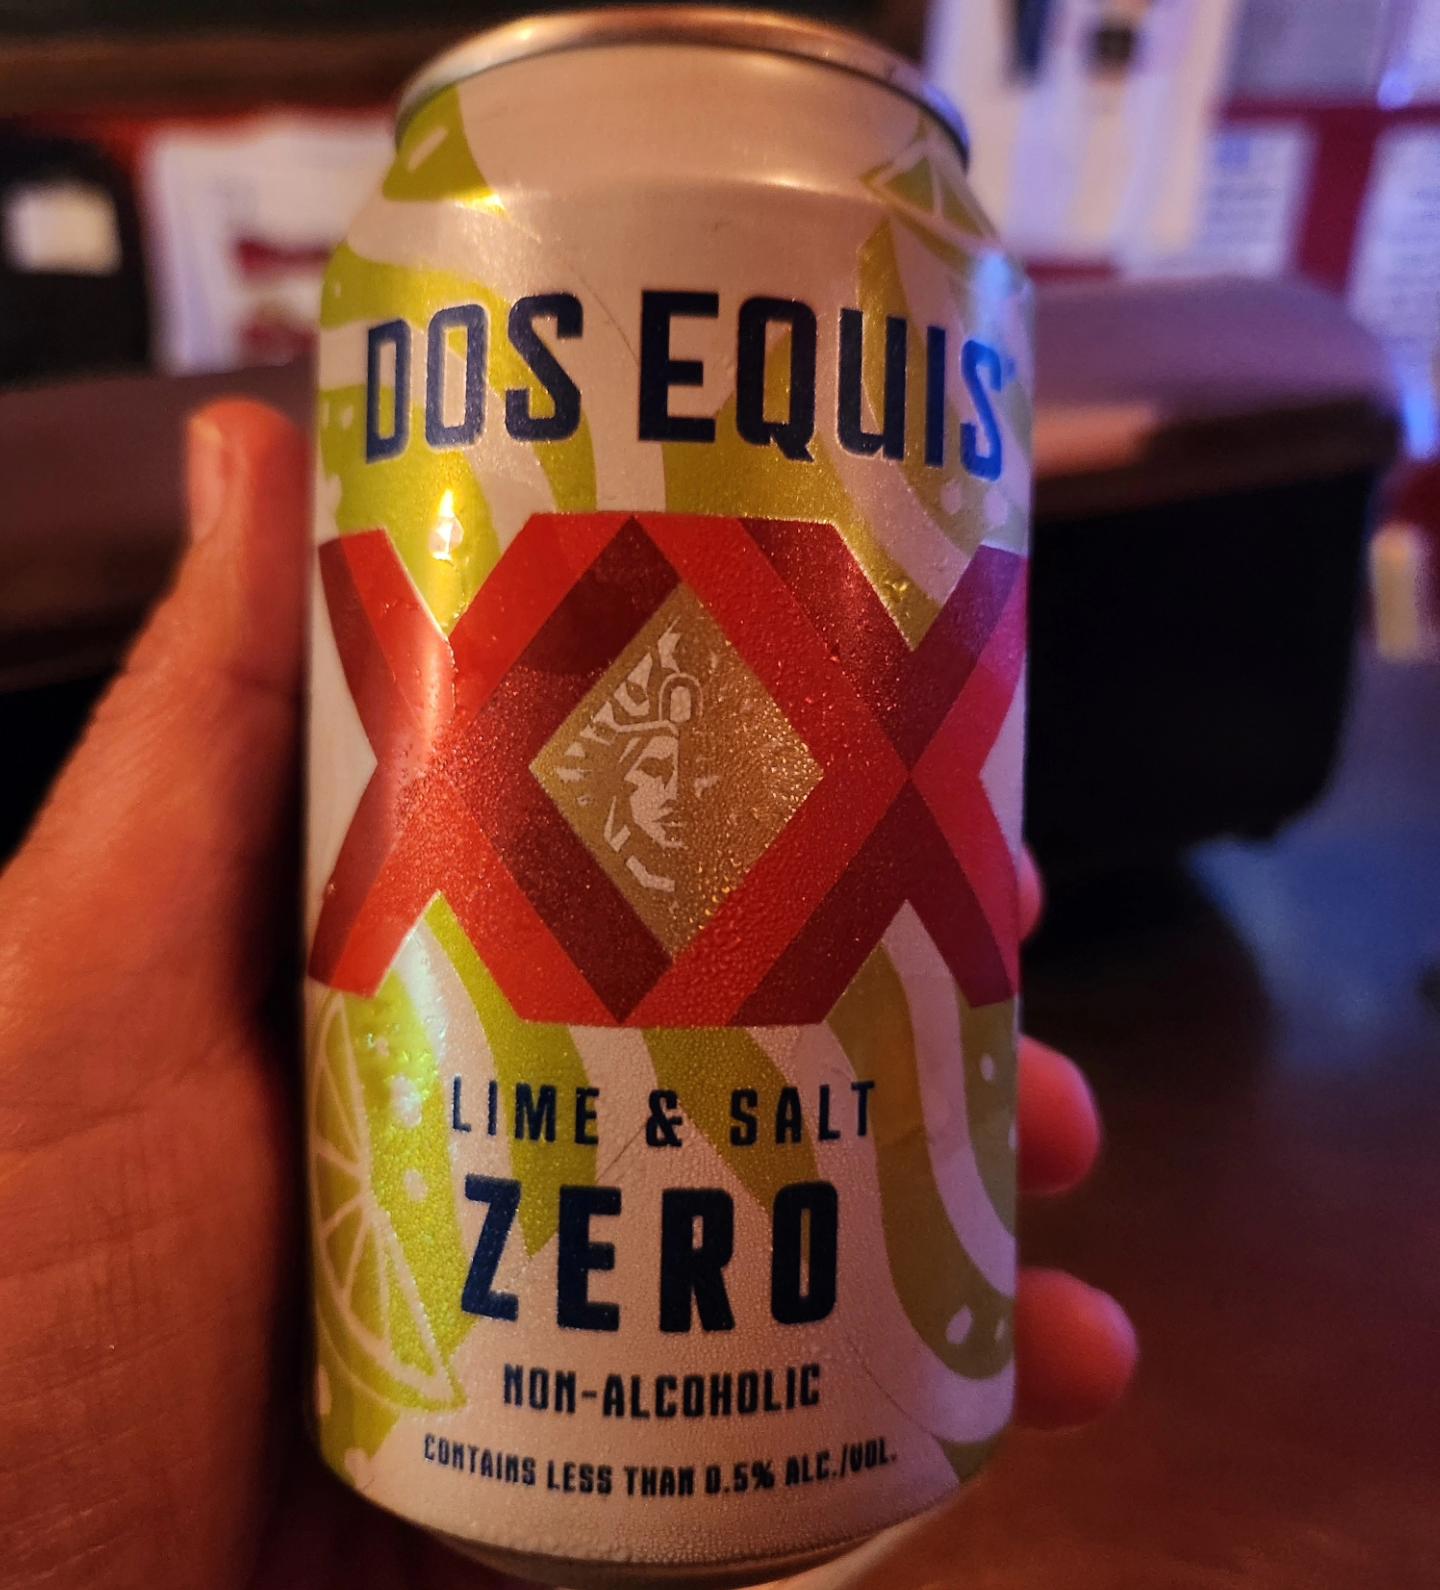 DOS EQUIS
XX
LIME & SALT
ZERO
NON-ALCOHOLIC
CONTAINS LESS THAN 0.5% ALC./VOL.